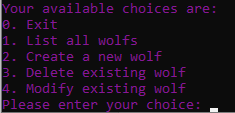 Your available choices are:
0. Exit
1. List all wolfs
2. Create a new wolf
3. Delete existing wolf
4. Modify existing wolf
Please enter your choice: _